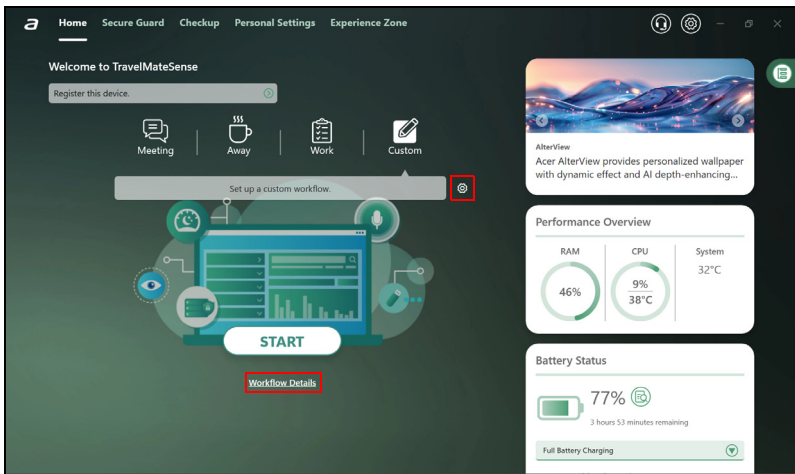 a Home Secure Guard Checkup Personal Settings Experience Zone
Welcome to TravelMateSense
Register this device.
Meeting Away Work Custom
Set up a custom workflow.
START
Workflow Details
AlterView
Acer AlterView provides personalized wallpaper
with dynamic effect and AI depth-enhancing...
Performance Overview
RAM CPU System
32°C
46%
9%
38°C
Battery Status
77%
3 hours 53 minutes remaining
Full Battery Charging